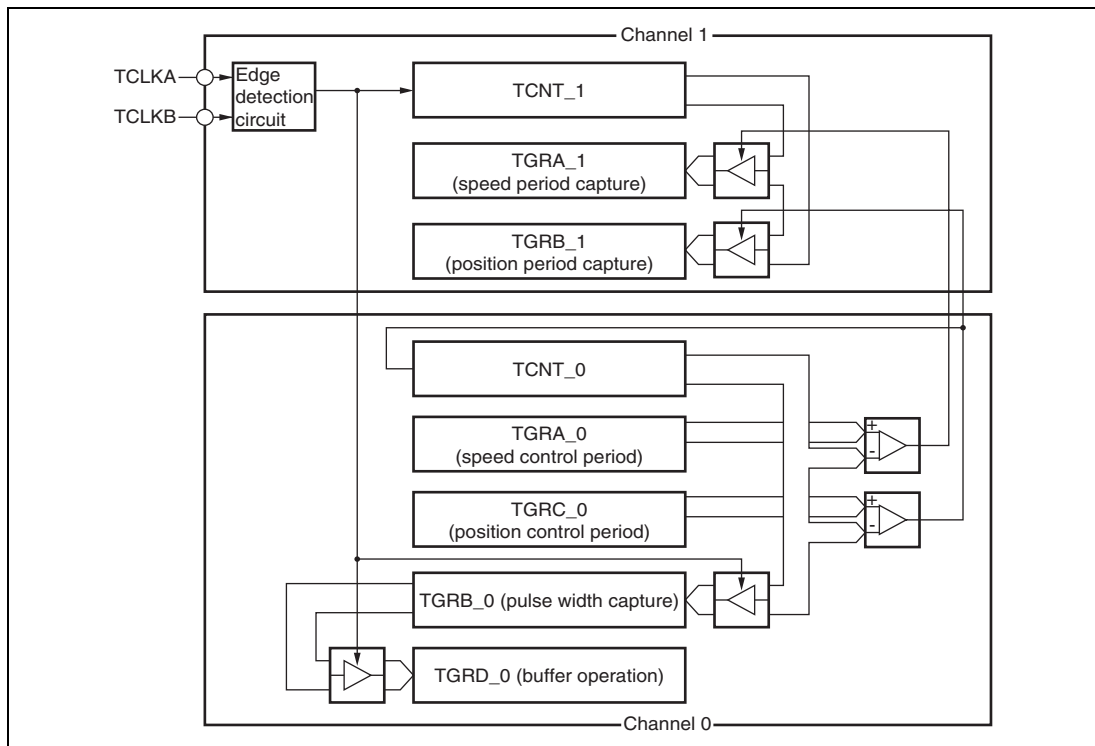 Channel 1
TCLKA
TCLKB
Edge
detection
circuit
TCNT_1
TGRA_1
(speed period capture)
TGRB_1
(position period capture)
TCNT_0
TGRA_0
(speed control period)
+
-
TGRC_0
(position control period)
+
-
TGRB_0 (pulse width capture)
TGRD_0 (buffer operation)
Channel 0